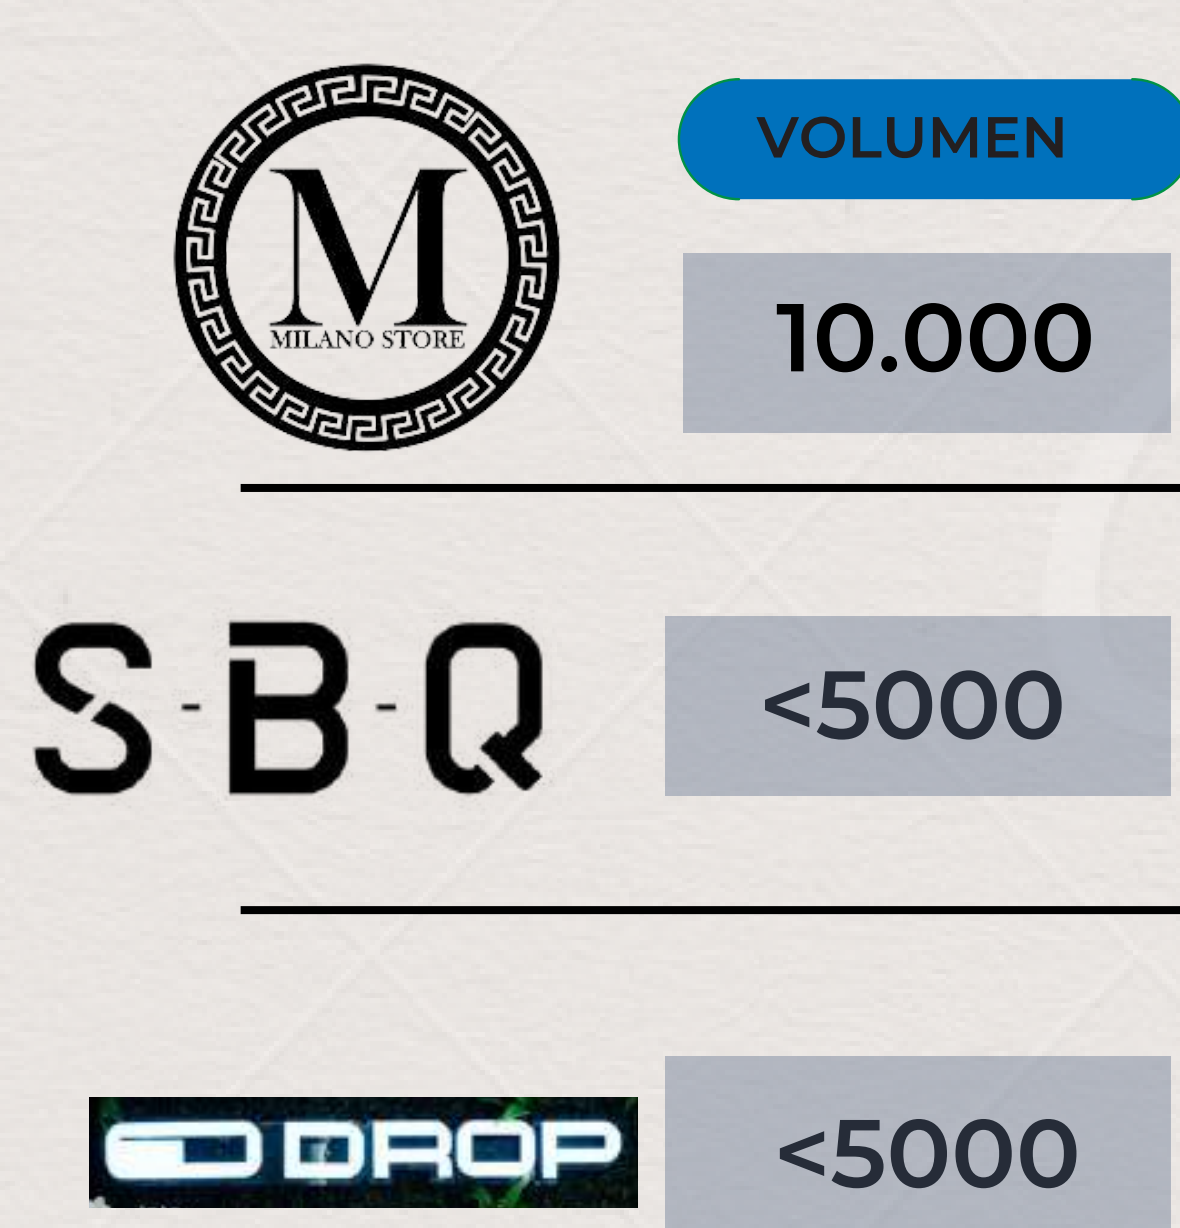 VOLUMEN
M
MILANO STORE
10.000
S-B-Q
<5000
DROP
<5000